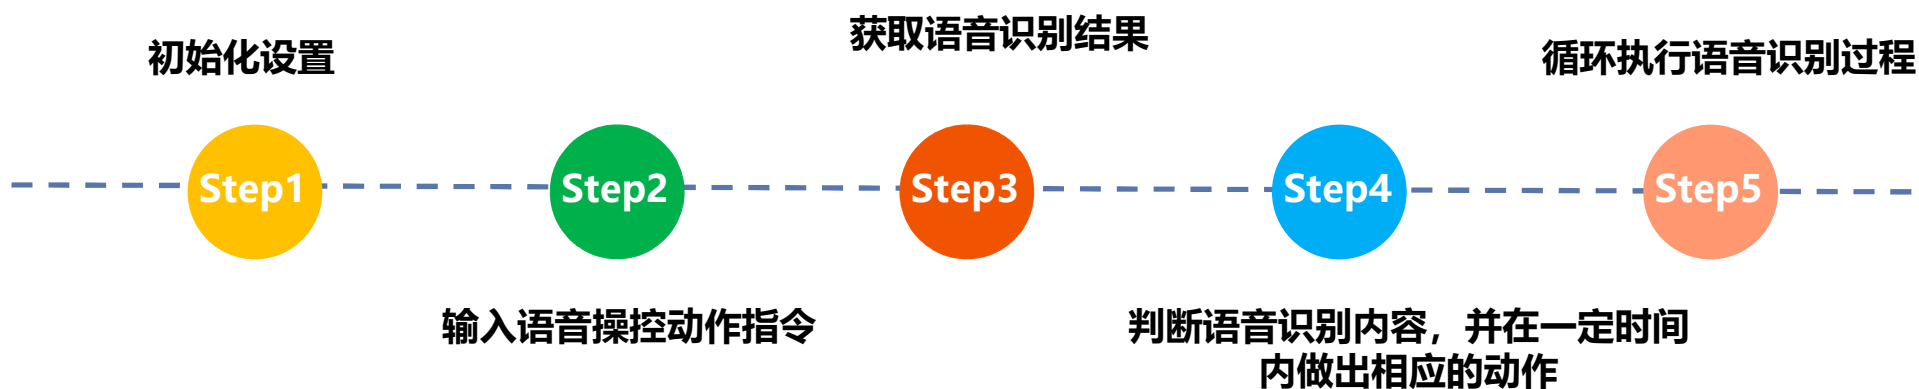 初始化设置
获取语音识别结果
循环执行语音识别过程
Step1
Step2
Step3
Step4
Step5
输入语音操控动作指令
判断语音识别内容，并在一定时间
内做出相应的动作